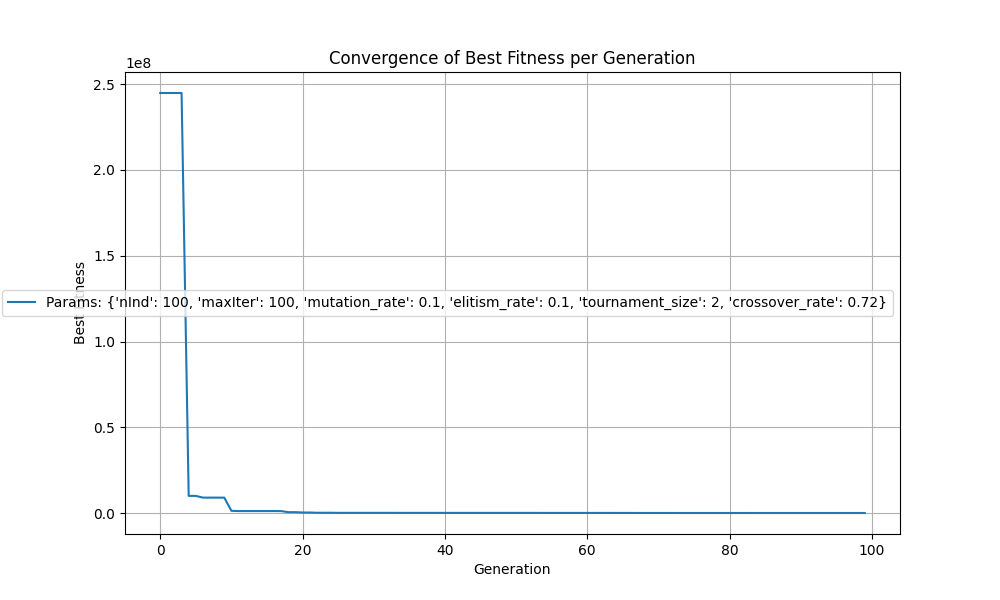 Convergence of Best Fitness per Generation
1e8
2.5
2.0
1.5
1.0
0.5
0.0
Best
Params: {'nInd': 100, 'maxIter': 100, 'mutation_rate': 0.1, 'elitism_rate': 0.1, 'tournament_size': 2, 'crossover_rate': 0.72}
0 20 40 60 80 100
Generation